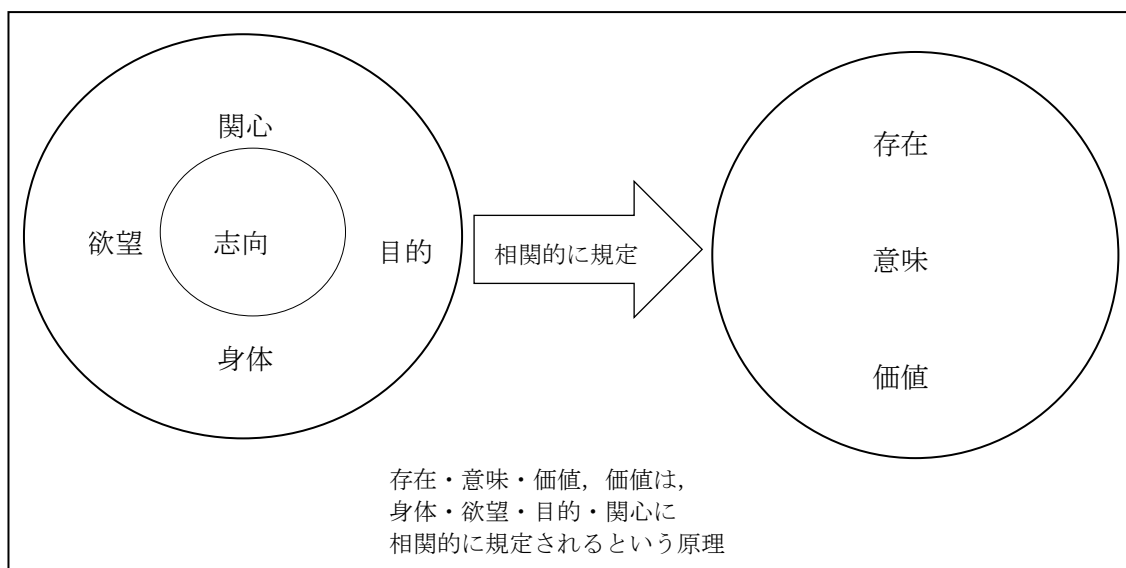 関心
欲望
志向
目的
身体
相関的に規定
存在
意味
価値
存在・意味・価値，価値は，
身体・欲望・目的・関心に
相関的に規定されるという原理